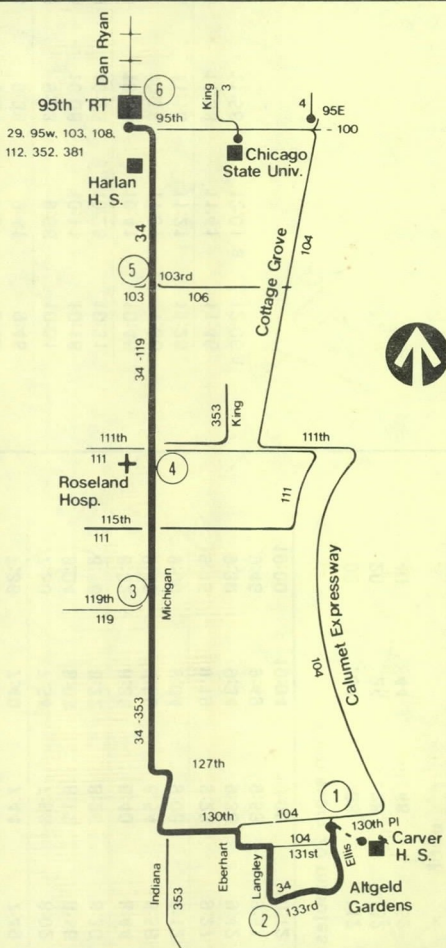 Dan Ryan
6
95th 'RT'
29. 95w. 103. 108.
112. 352. 381
95th
King
3
4
95E
100
Chicago
State Univ.
Harlan
H. S.
34
Cottage Grove
104
5
103rd
103
106
34 -119
353
King
111th
111
111th
4
Roseland
Hosp.
111
115th
111
3
119th
119
Michigan
Calumet Expressway
104
34 -353
127th
130th
104
1
130th Pl
Carver
H. S.
104
131st
Ellis
Eberhart
Langley
34
133rd
2
Altgeld
Gardens
Indiana
353